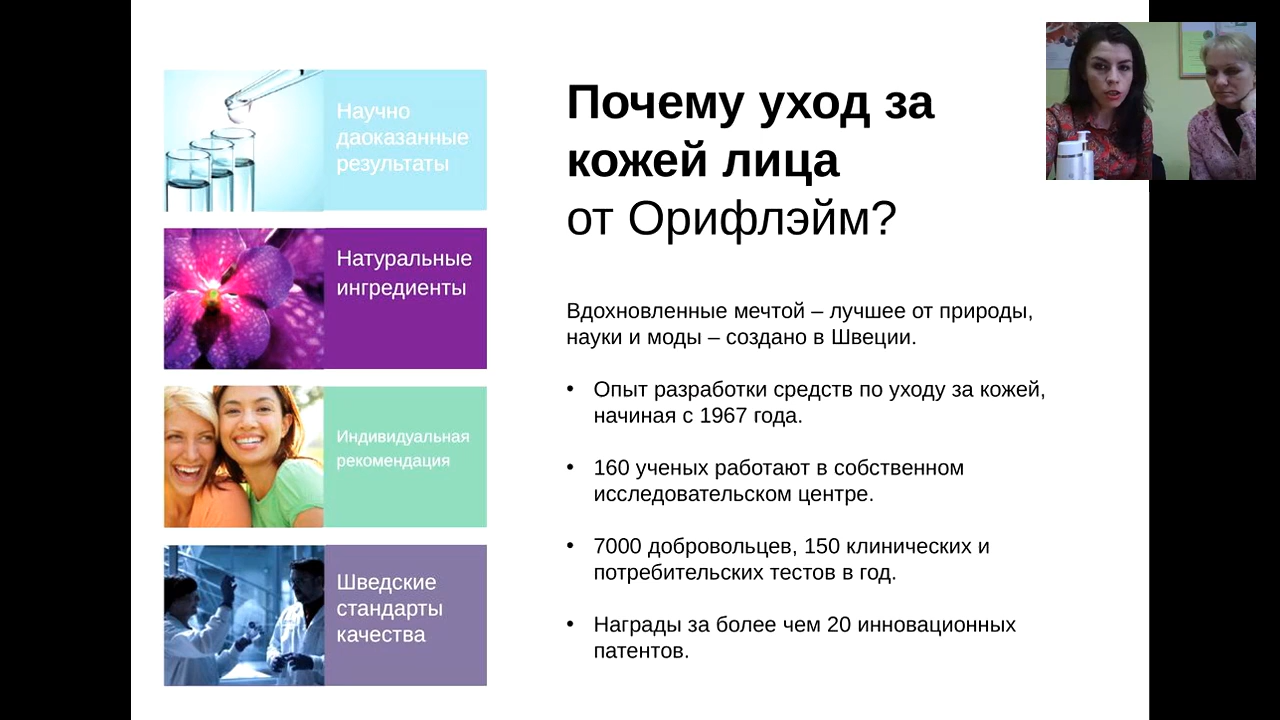 Научно
даоказанные
результаты
Натуральные
ингредиенты
Индивидуальная
рекомендация
Шведские
стандарты
качества
Почему уход за
кожей лица
от Орифлэйм?
Вдохновленные мечтой – лучшее от природы,
науки и моды – создано в Швеции.
• Опыт разработки средств по уходу за кожей,
начиная с 1967 года.
• 160 ученых работают в собственном
исследовательском центре.
• 7000 добровольцев, 150 клинических и
потребительских тестов в год.
• Награды за более чем 20 инновационных
патентов.